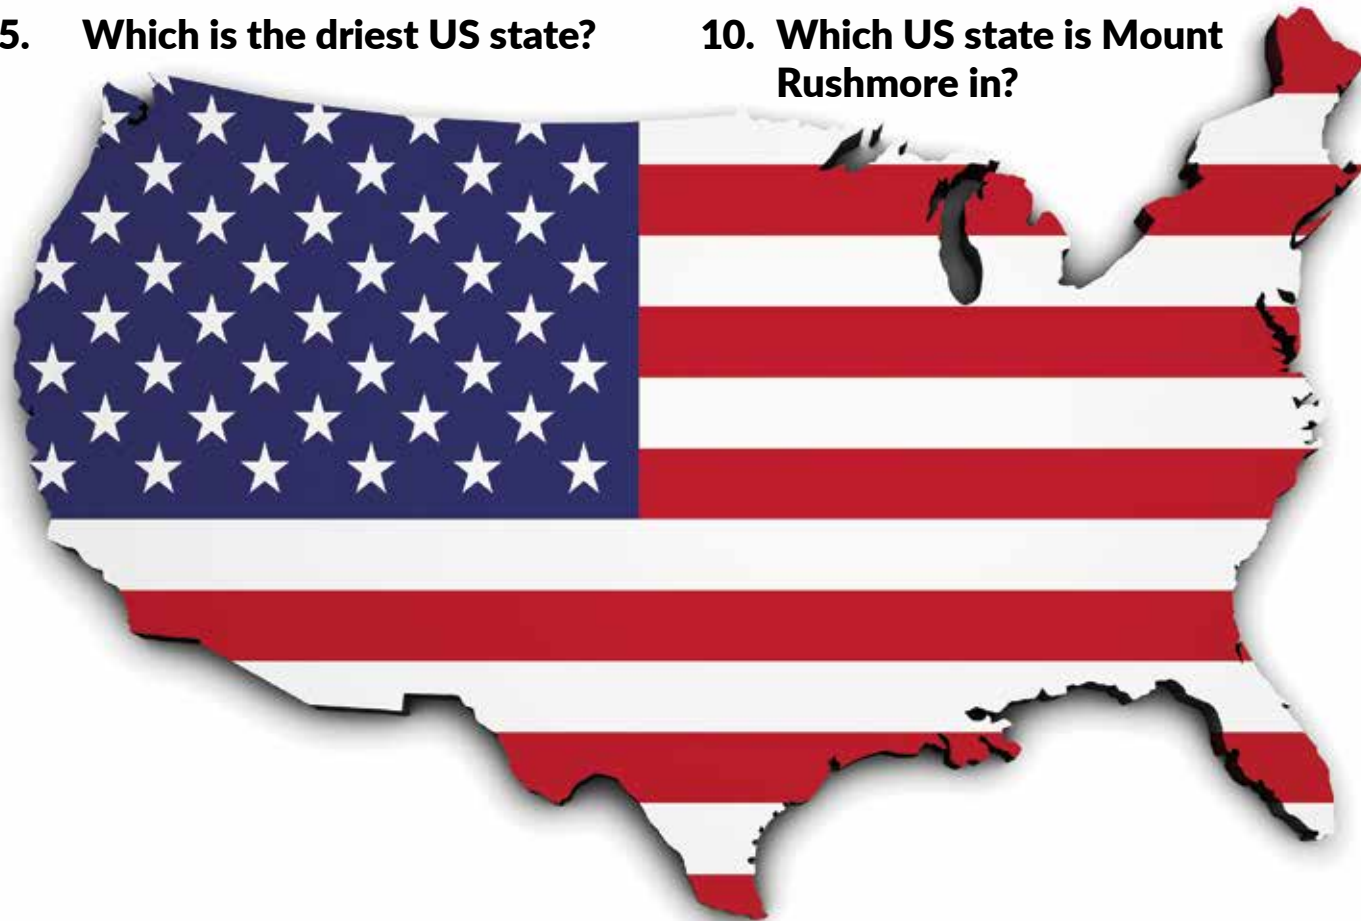 5. Which is the driest US state?
10. Which US state is Mount
Rushmore in?